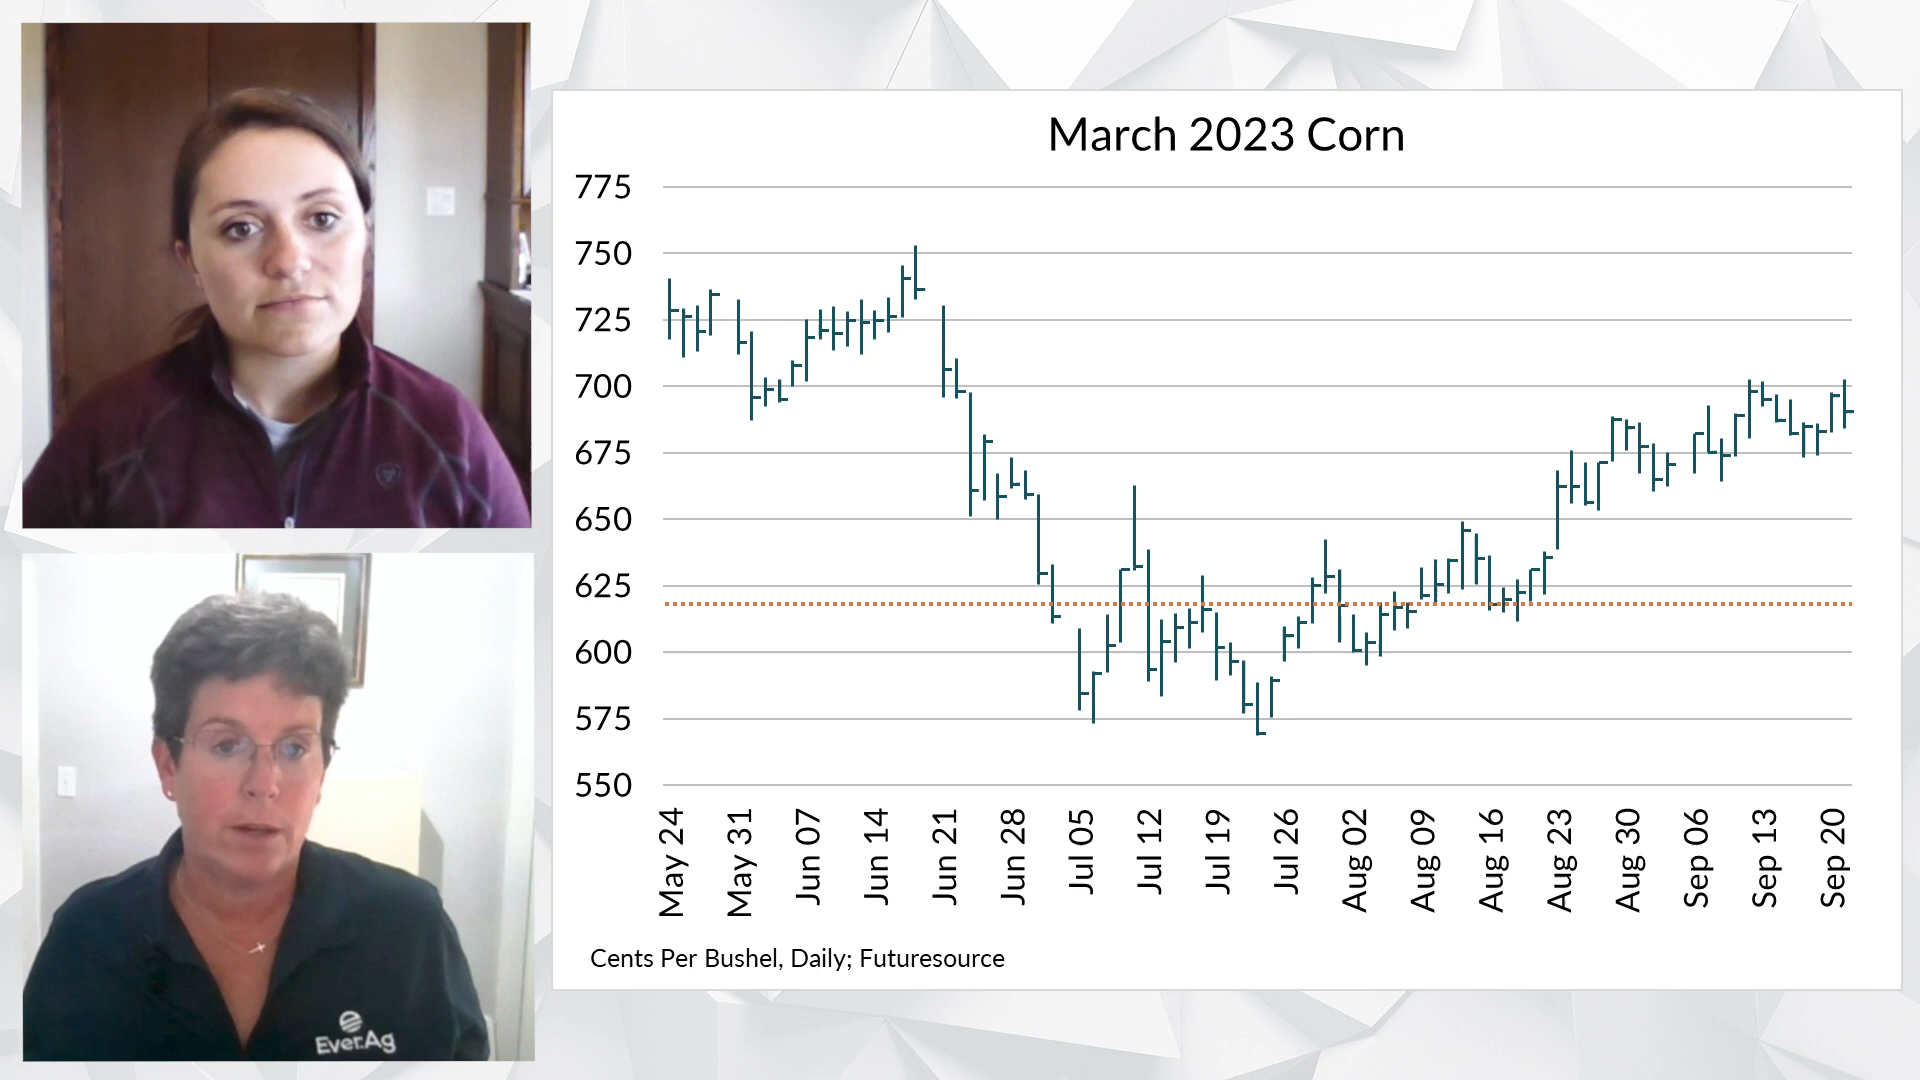 March 2023 Corn
775
750
725
700
675
650
625
600
575
550
May 24
May 31
Jun 07
Jun 14
Jun 21
Jun 28
Jul 05
Jul 12
Jul 19
Jul 26
Aug 02
Aug 09
Aug 16
Aug 23
Aug 30
Sep 06
Sep 13
Sep 20
Cents Per Bushel, Daily; Futuresource
Ever.Ag